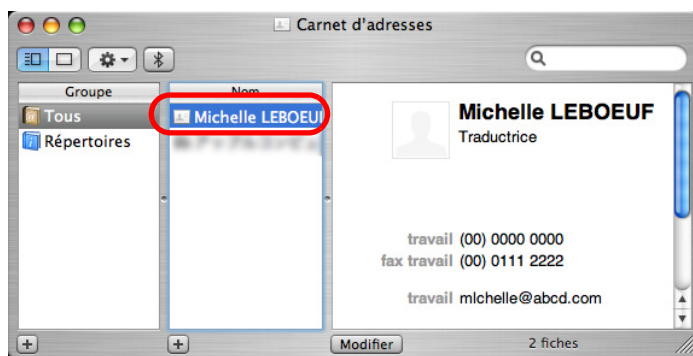 Carnet d'adresses
Groupe
Nom
Tous
Répertoires
Michelle LEBOEUF
Michelle LEBOEUF
Traductrice
travail (00) 0000 0000
fax travail (00) 0111 2222
travail mlchelle@abcd.com
Modifier
2 fiches